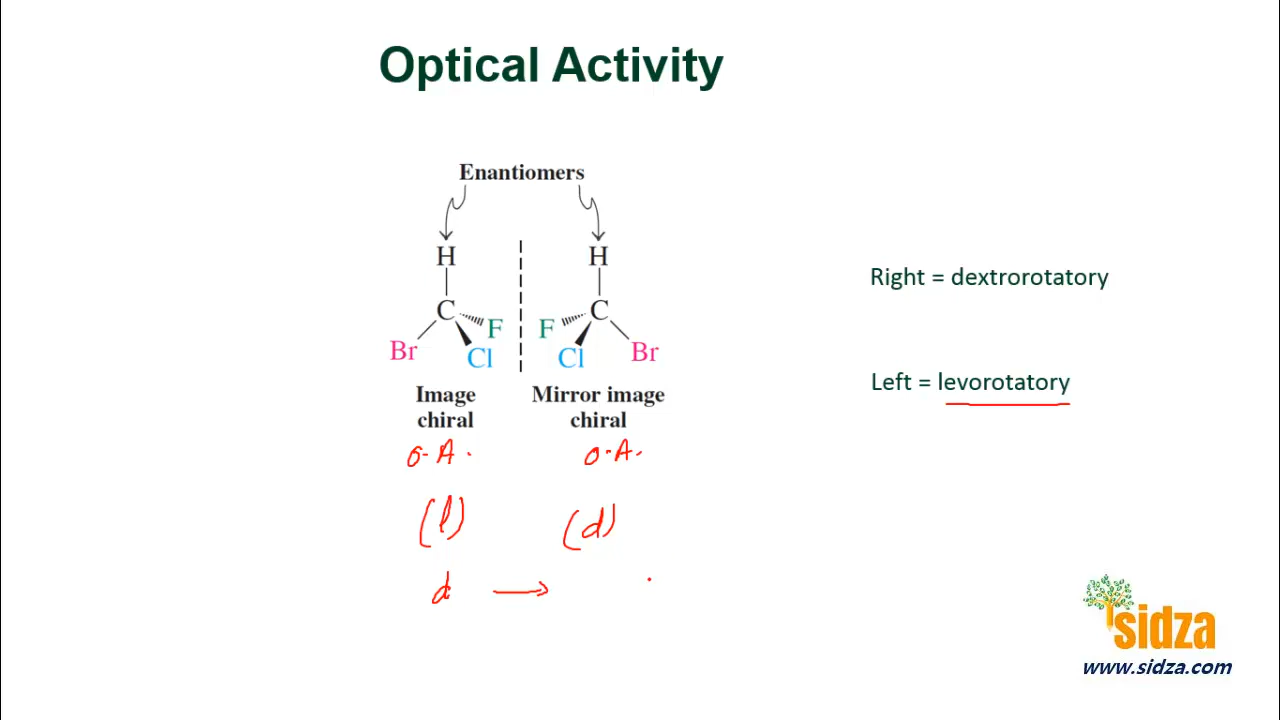 Optical Activity
Enantiomers
H H
C C
F F
Br Cl Cl Br
Image Mirror image
chiral chiral
O.A. O.A.
(l) (d)
d →
Right = dextrorotatory
Left = levorotatory
sidza
www.sidza.com